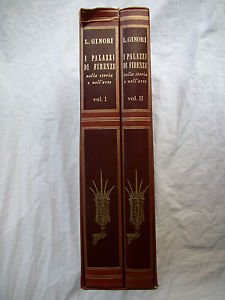 L. GINORI
I PALAZZI
DI FIRENZE
nella storia
e nell'arte
vol. I
L. GINORI
I PALAZZI
DI FIRENZE
nella storia
e nell'arte
vol. II